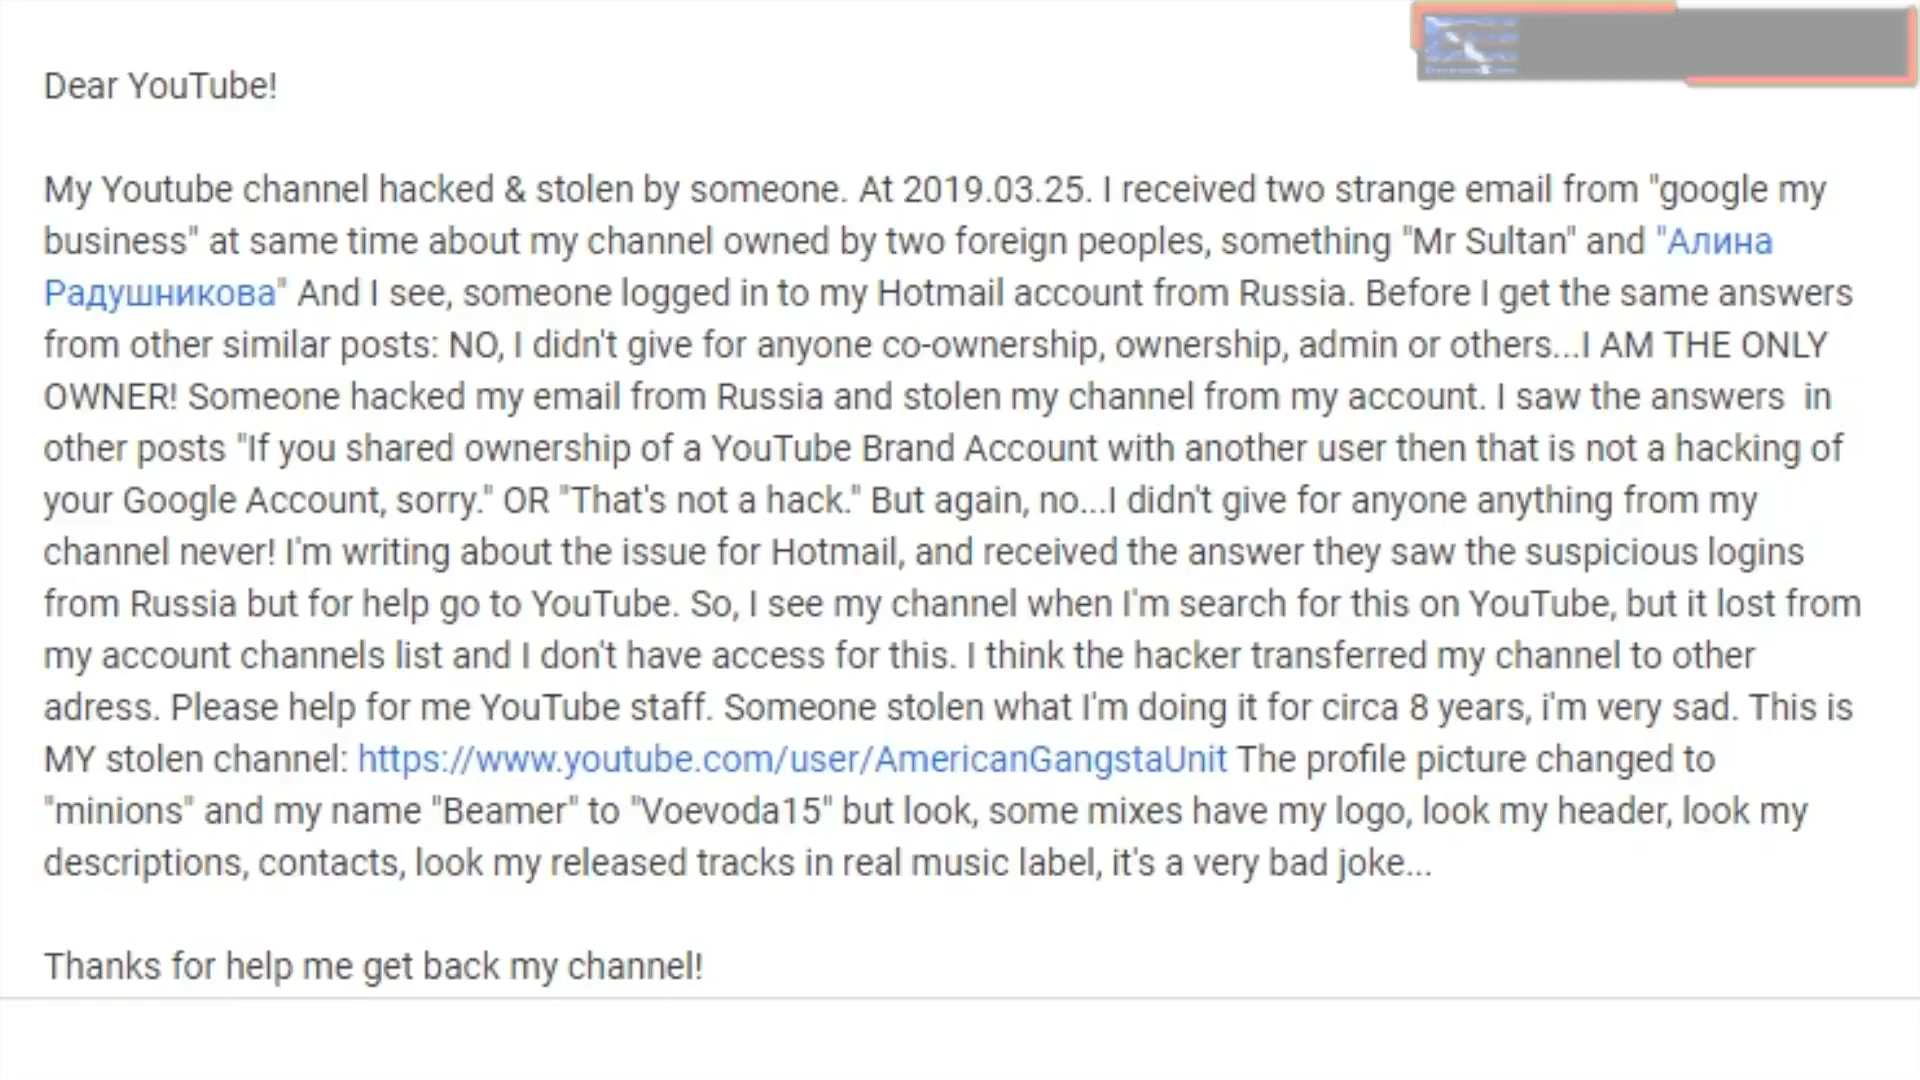 Dear YouTube!
My Youtube channel hacked & stolen by someone. At 2019.03.25. I received two strange email from "google my
business" at same time about my channel owned by two foreign peoples, something "Mr Sultan" and "Алина
Радушникова" And I see, someone logged in to my Hotmail account from Russia. Before I get the same answers
from other similar posts: NO, I didn't give for anyone co-ownership, ownership, admin or others...I AM THE ONLY
OWNER! Someone hacked my email from Russia and stolen my channel from my account. I saw the answers  in
other posts "If you shared ownership of a YouTube Brand Account with another user then that is not a hacking of
your Google Account, sorry." OR "That's not a hack." But again, no...I didn't give for anyone anything from my
channel never! I'm writing about the issue for Hotmail, and received the answer they saw the suspicious logins
from Russia but for help go to YouTube. So, I see my channel when I'm search for this on YouTube, but it lost from
my account channels list and I don't have access for this. I think the hacker transferred my channel to other
adress. Please help for me YouTube staff. Someone stolen what I'm doing it for circa 8 years, i'm very sad. This is
MY stolen channel: https://www.youtube.com/user/AmericanGangstaUnit The profile picture changed to
"minions" and my name "Beamer" to "Voevoda15" but look, some mixes have my logo, look my header, look my
descriptions, contacts, look my released tracks in real music label, it's a very bad joke...
Thanks for help me get back my channel!